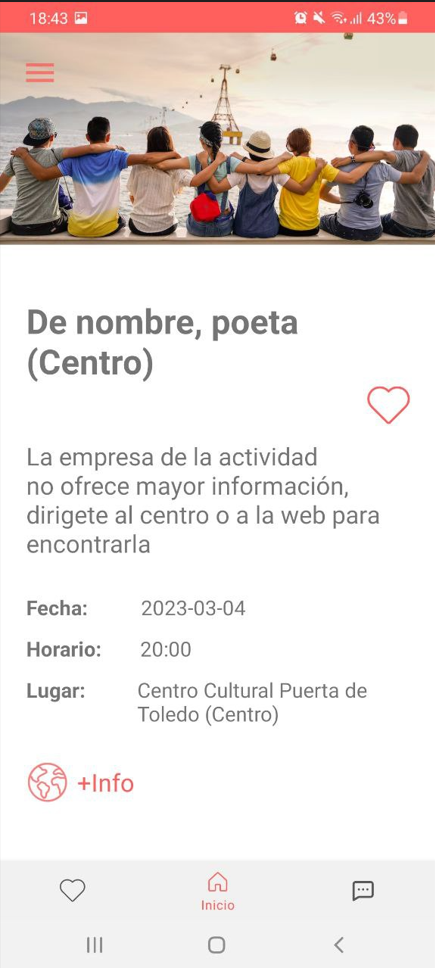 18:43 43%
De nombre, poeta
(Centro)
La empresa de la actividad
no ofrece mayor información,
dirigete al centro o a la web para
encontrarla
Fecha: 2023-03-04
Horario: 20:00
Lugar: Centro Cultural Puerta de
Toledo (Centro)
+Info
Inicio